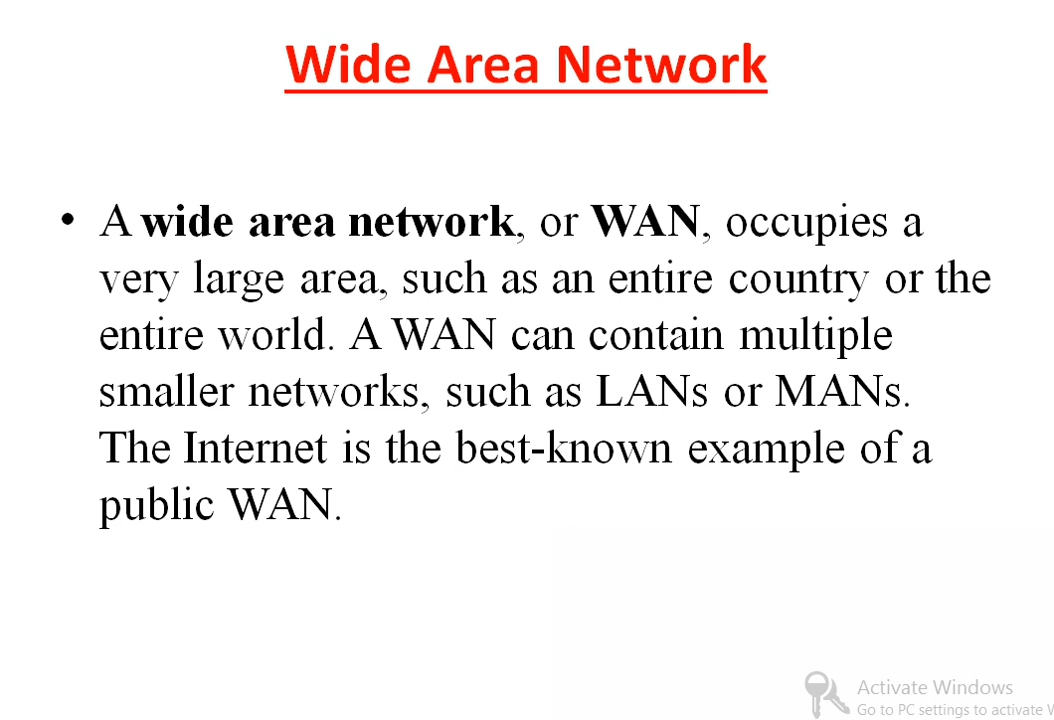 Wide Area Network
• A wide area network, or WAN, occupies a
very large area, such as an entire country or the
entire world. A WAN can contain multiple
smaller networks, such as LANs or MANs.
The Internet is the best-known example of a
public WAN.
Activate Windows
Go to PC settings to activate W